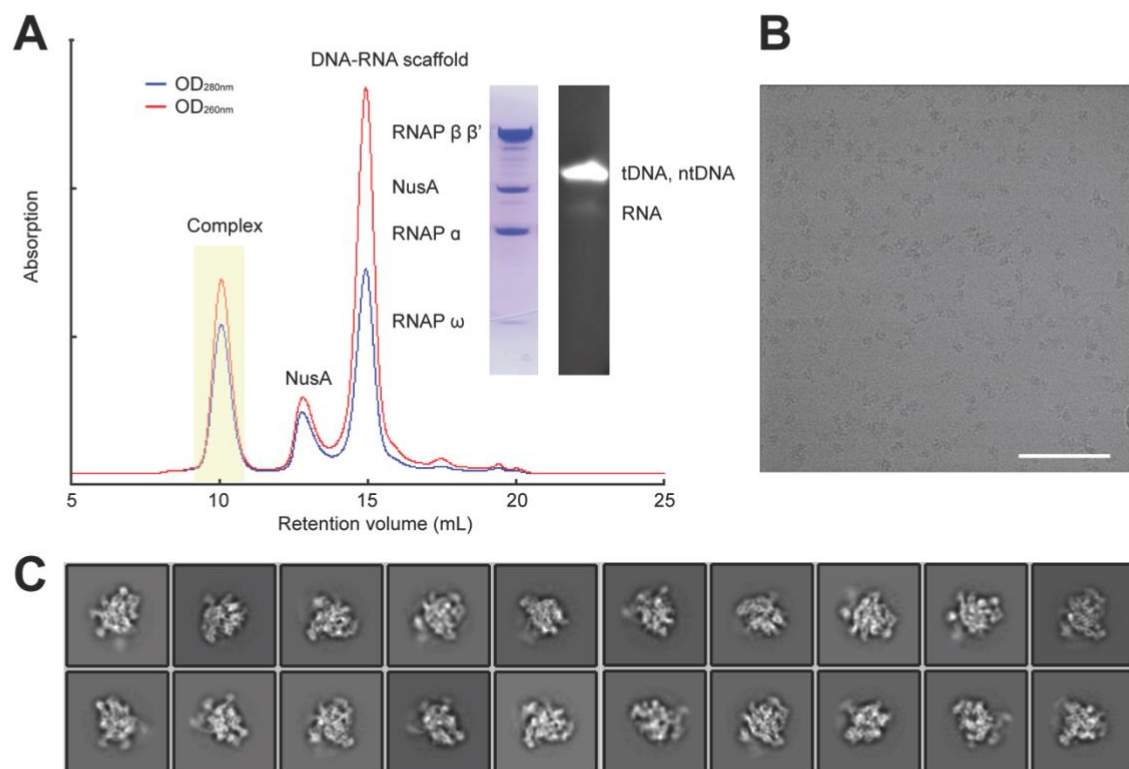 A
B
DNA-RNA scaffold
OD280nm
OD260nm
RNAP β β'
NusA
tDNA, ntDNA
RNAP α
RNA
Complex
Absorption
RNAP ω
NusA
5
10
15
20
25
Retention volume (mL)
C